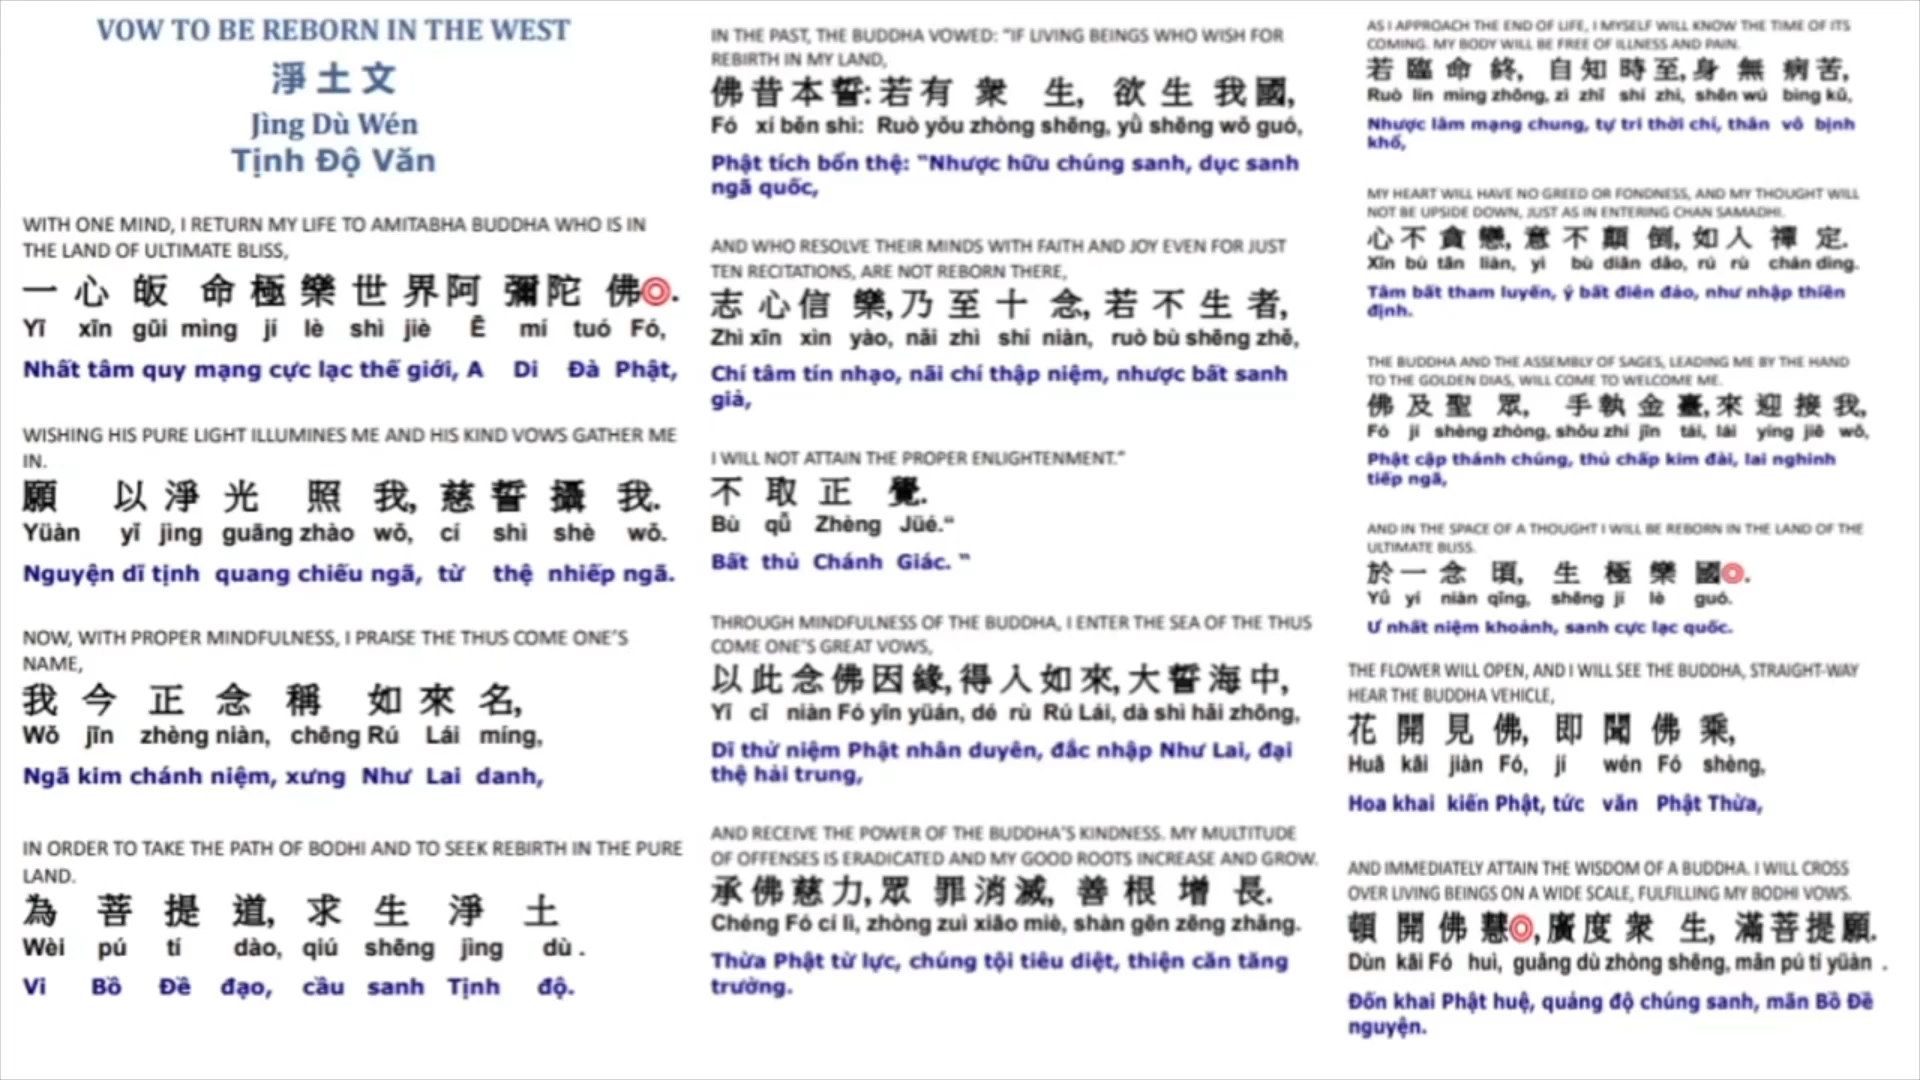 VOW TO BE REBORN IN THE WEST
淨 土 文
Jìng Dù Wén
Tịnh Độ Văn
WITH ONE MIND, I RETURN MY LIFE TO AMITABHA BUDDHA WHO IS IN
THE LAND OF ULTIMATE BLISS,
一 心 皈 命 極 樂 世 界 阿 彌 陀 佛.
Yī xīn gūi mìng jí lè shì jiè Ē mí tuó Fó,
Nhất tâm quy mạng cực lạc thế giới, A Di Đà Phật,
WISHING HIS PURE LIGHT ILLUMINES ME AND HIS KIND VOWS GATHER ME
IN.
願 以 淨 光 照 我, 慈 誓 攝 我.
Yüàn yǐ jìng guāng zhào wǒ, cí shì shè wǒ.
Nguyện dĩ tịnh quang chiếu ngã, từ thệ nhiếp ngã.
NOW, WITH PROPER MINDFULNESS, I PRAISE THE THUS COME ONE'S
NAME,
我 今 正 念 稱 如 來 名,
Wǒ jīn zhèng niàn, chēng Rú Lái míng,
Ngã kim chánh niệm, xưng Như Lai danh,
IN ORDER TO TAKE THE PATH OF BODHI AND TO SEEK REBIRTH IN THE PURE
LAND.
為 菩 提 道, 求 生 淨 土
Wèi pú tí dào, qiú shēng jìng dù .
Vi Bồ Đề đạo, cầu sanh Tịnh độ.
IN THE PAST, THE BUDDHA VOWED: "IF LIVING BEINGS WHO WISH FOR
REBIRTH IN MY LAND,
佛 昔 本 誓: 若 有 衆 生, 欲 生 我 國,
Fó xí běn shì: Ruò yǒu zhòng shēng, yǜ shēng wǒ guó,
Phật tích bổn thệ: "Nhược hữu chúng sanh, dục sanh
ngã quốc,
AND WHO RESOLVE THEIR MINDS WITH FAITH AND JOY EVEN FOR JUST
TEN RECITATIONS, ARE NOT REBORN THERE,
志 心 信 樂, 乃 至 十 念, 若 不 生 者,
Zhì xīn xìn yào, nǎi zhì shí niàn, ruò bù shēng zhě,
Chí tâm tín nhạo, nãi chí thập niệm, nhược bất sanh
giả,
I WILL NOT ATTAIN THE PROPER ENLIGHTENMENT."
不 取 正 覺.
Bù qǚ Zhèng Jüé."
Bất thủ Chánh Giác. "
THROUGH MINDFULNESS OF THE BUDDHA, I ENTER THE SEA OF THE THUS
COME ONE'S GREAT VOWS,
以 此 念 佛 因 緣, 得 入 如 來, 大 誓 海 中,
Yǐ cǐ niàn Fó yīn yüán, dé rù Rú Lái, dà shì hǎi zhōng,
Dĩ thử niệm Phật nhân duyên, đắc nhập Như Lai, đại
thệ hải trung,
AND RECEIVE THE POWER OF THE BUDDHA'S KINDNESS. MY MULTITUDE
OF OFFENSES IS ERADICATED AND MY GOOD ROOTS INCREASE AND GROW.
承 佛 慈 力, 眾 罪 消 滅, 善 根 增 長.
Chéng Fó cí lì, zhòng zuì xiāo miè, shàn gēn zēng zhǎng.
Thừa Phật từ lực, chúng tội tiêu diệt, thiện căn tăng
trưởng.
AS I APPROACH THE END OF LIFE, I MYSELF WILL KNOW THE TIME OF ITS
COMING. MY BODY WILL BE FREE OF ILLNESS AND PAIN.
若 臨 命 終, 自 知 時 至, 身 無 病 苦,
Ruò lín mìng zhōng, zì zhī shí zhì, shēn wú bìng kǔ,
Nhược lâm mạng chung, tự tri thời chí, thân vô bịnh
khổ,
MY HEART WILL HAVE NO GREED OR FONDNESS, AND MY THOUGHT WILL
NOT BE UPSIDE DOWN, JUST AS IN ENTERING CHAN SAMADHI.
心 不 貪 戀, 意 不 顛 倒, 如 入 禪 定.
Xīn bù tān liàn, yì bù diān dǎo, rú rù chán dìng.
Tâm bất tham luyến, ý bất điên đảo, như nhập thiền
định.
THE BUDDHA AND THE ASSEMBLY OF SAGES, LEADING ME BY THE HAND
TO THE GOLDEN DIAS, WILL COME TO WELCOME ME.
佛 及 聖 眾, 手 執 金 臺, 來 迎 接 我,
Fó jí shèng zhòng, shǒu zhí jīn tái, lái yíng jiē wǒ,
Phật cập thánh chúng, thủ chấp kim đài, lai nghinh
tiếp ngã,
AND IN THE SPACE OF A THOUGHT I WILL BE REBORN IN THE LAND OF THE
ULTIMATE BLISS.
於 一 念 頃, 生 極 樂 國.
Yǘ yí niàn qǐng, shēng jí lè guó.
Ư nhất niệm khoảnh, sanh cực lạc quốc.
THE FLOWER WILL OPEN, AND I WILL SEE THE BUDDHA, STRAIGHT-WAY
HEAR THE BUDDHA VEHICLE,
花 開 見 佛, 即 聞 佛 乘,
Huā kāi jiàn Fó, jí wén Fó shèng,
Hoa khai kiến Phật, tức văn Phật Thừa,
AND IMMEDIATELY ATTAIN THE WISDOM OF A BUDDHA. I WILL CROSS
OVER LIVING BEINGS ON A WIDE SCALE, FULFILLING MY BODHI VOWS.
頓 開 佛 慧, 廣 度 衆 生, 滿 菩 提 願.
Dùn kāi Fó huì, guǎng dù zhòng shēng, mǎn pú tí yüàn .
Đốn khai Phật huệ, quảng độ chúng sanh, mãn Bồ Đề
nguyện.